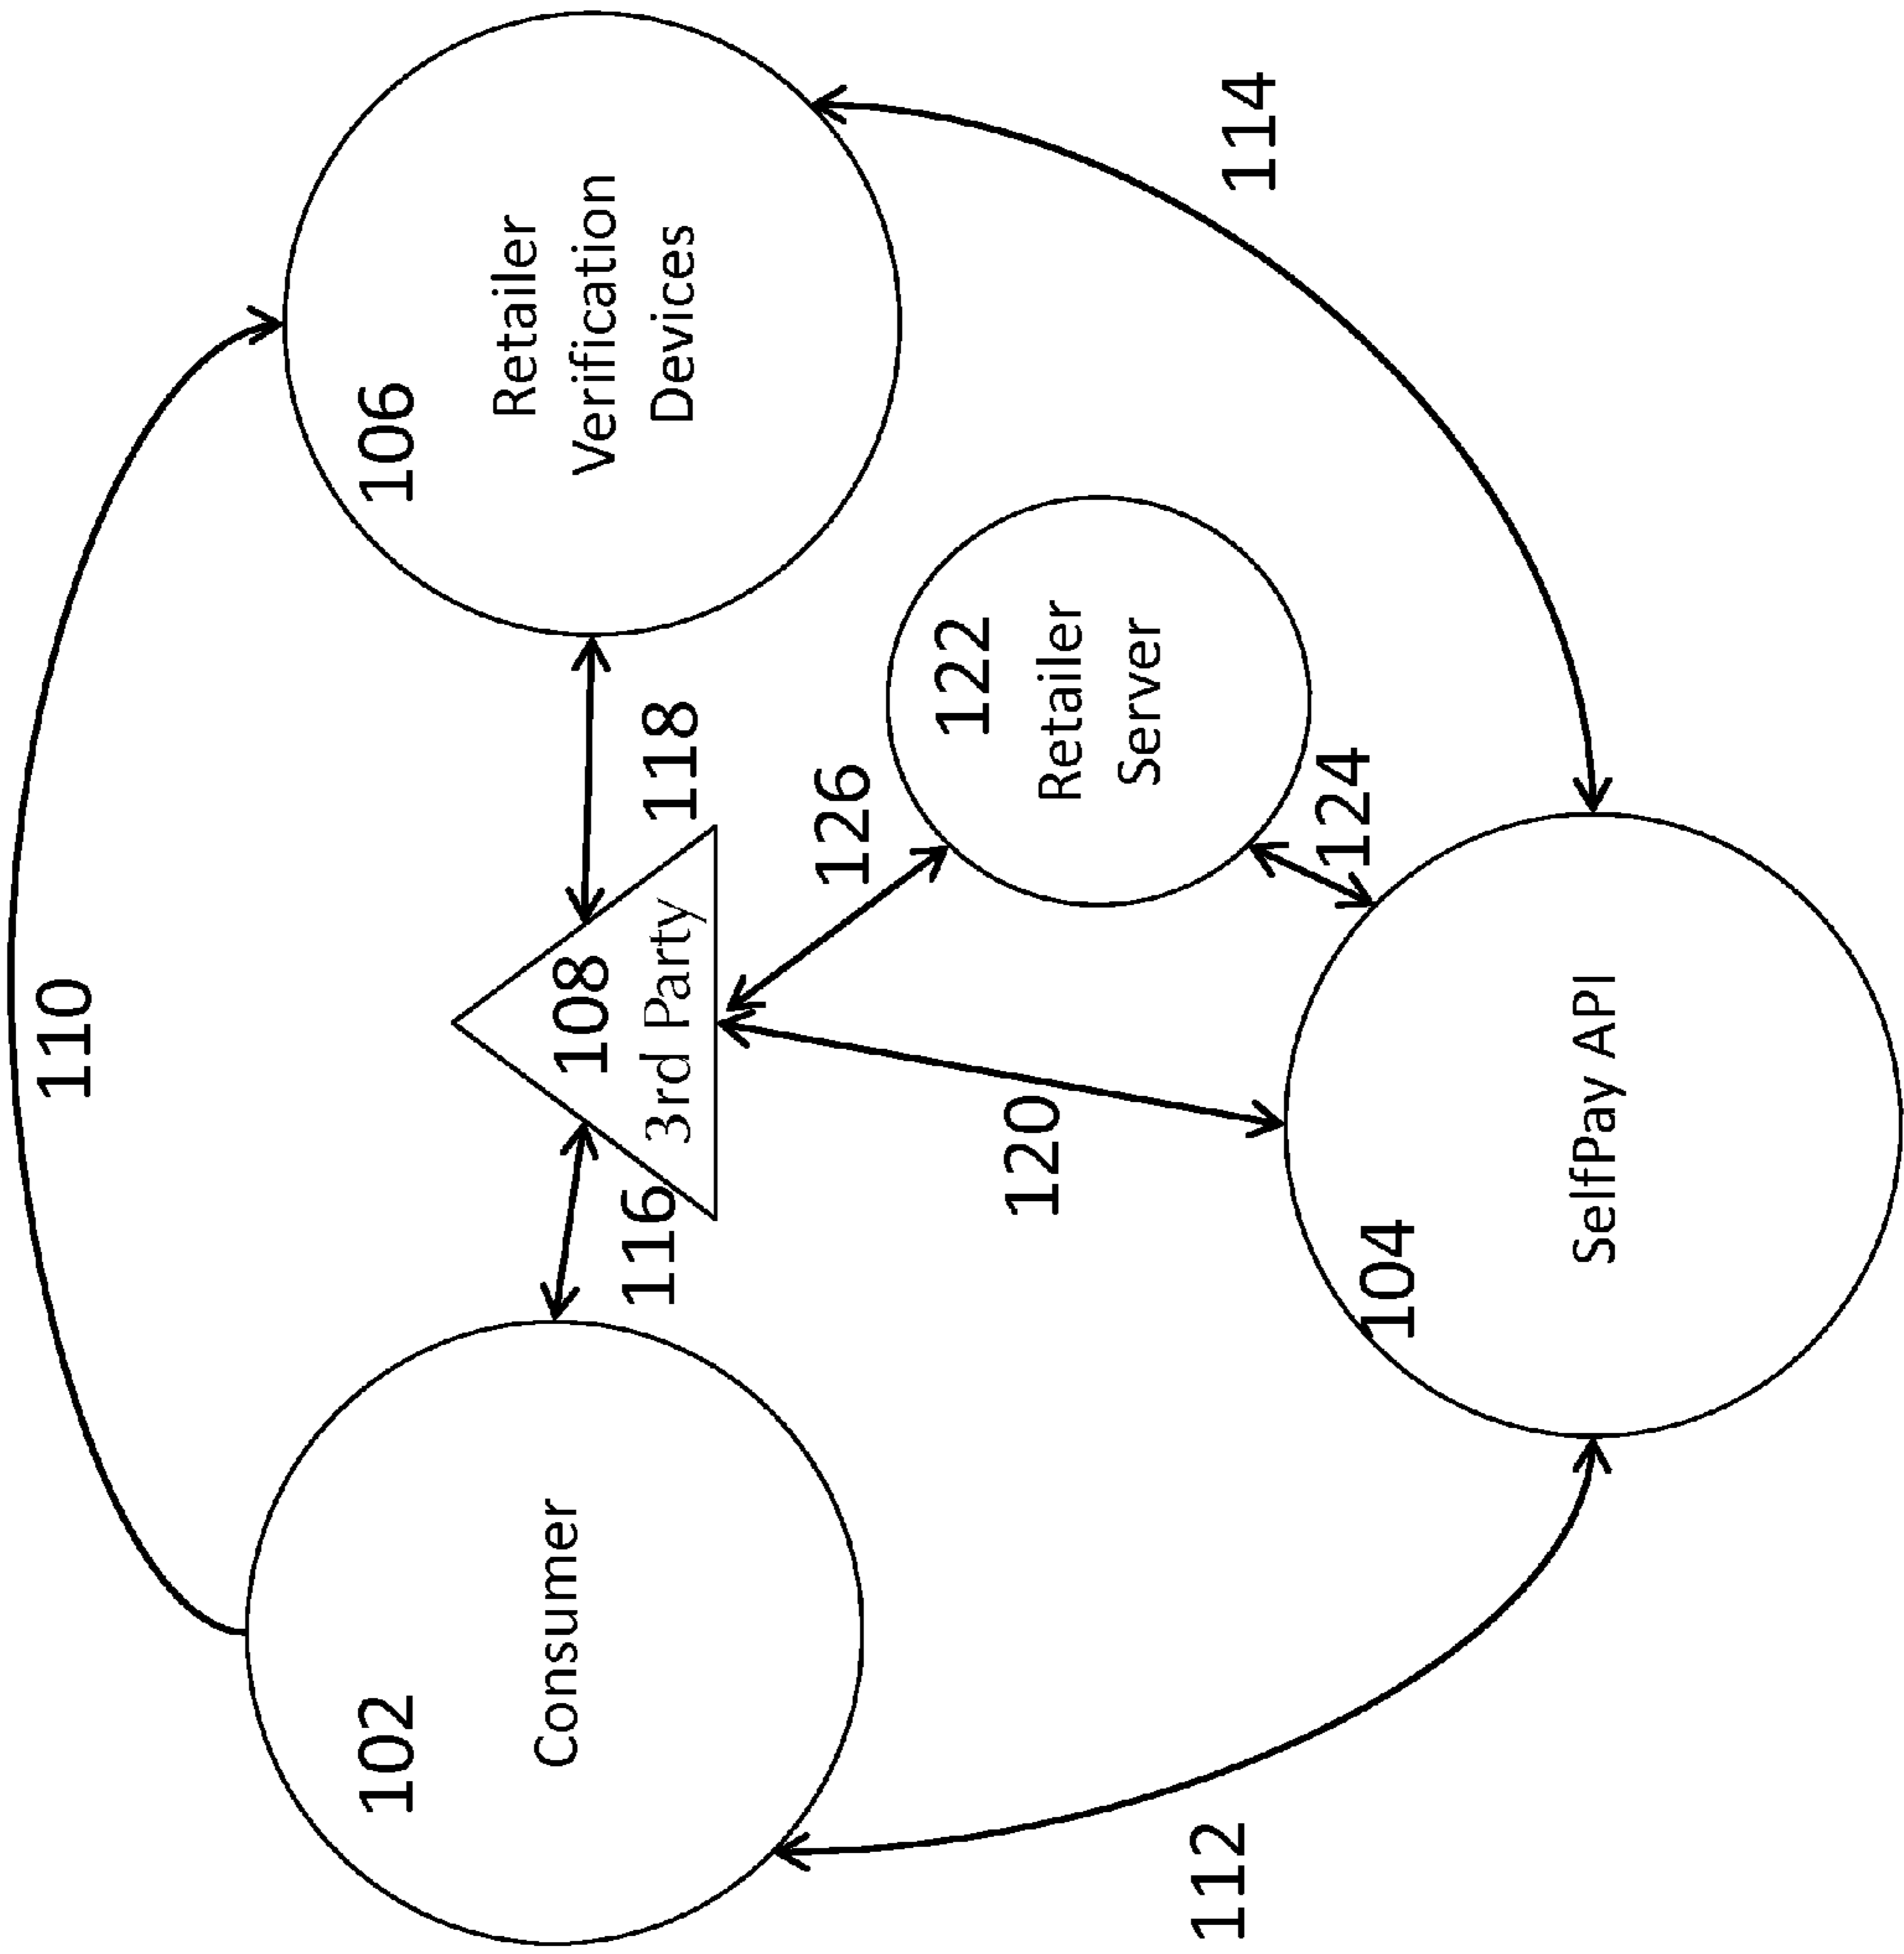 110
102
Consumer
106
Retailer
Verification
Devices
108
3rd Party
116
118
126
122
Retailer
Server
120
124
104
SelfPay API
112
114